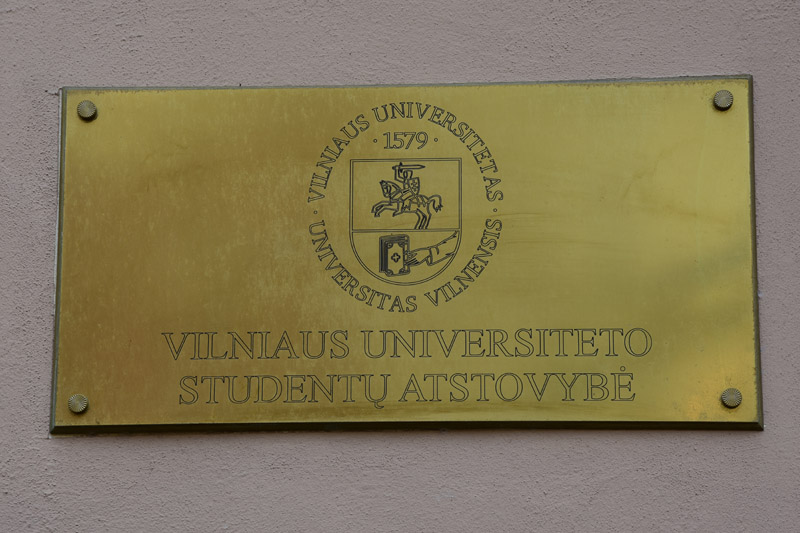 · VILNIAUS UNIVERSITETAS ·
· 1579 ·
UNIVERSITAS VILNENSIS
VILNIAUS UNIVERSITETO
STUDENTŲ ATSTOVYBĖ